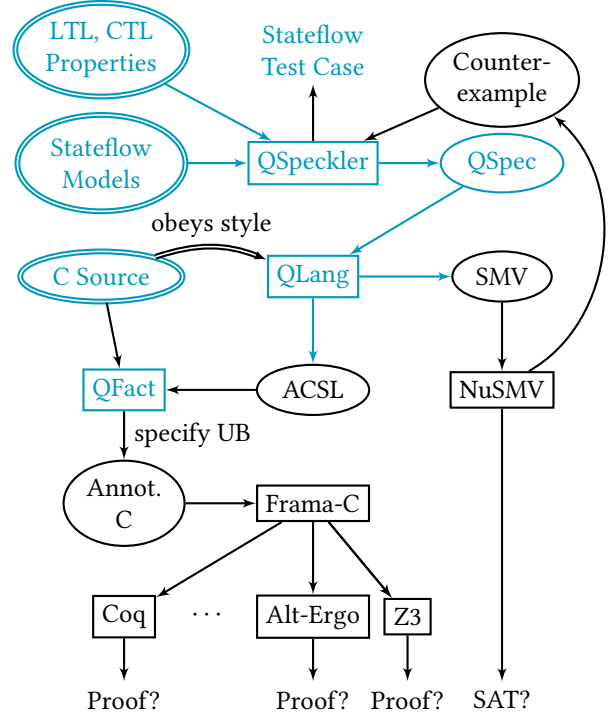 LTL, CTL
Properties
Stateflow
Test Case
Counter-
example
Stateflow
Models
QSpeckler
QSpec
obeys style
C Source
QLang
SMV
QFact
ACSL
NuSMV
specify UB
Annot.
C
Frama-C
Coq
· · ·
Alt-Ergo
Z3
Proof?
Proof?
Proof?
SAT?